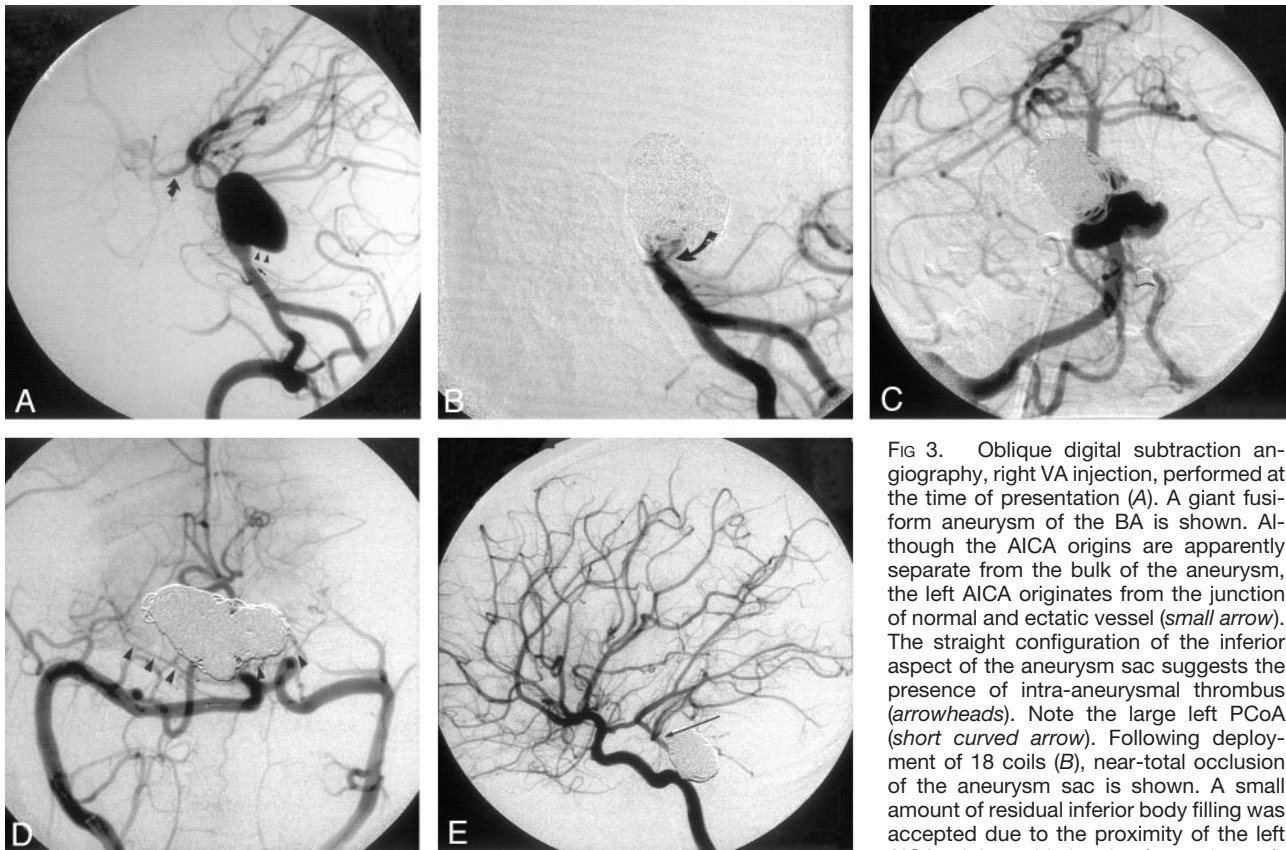 A
B
C
D
E
FIG 3. Oblique digital subtraction an-
giography, right VA injection, performed at
the time of presentation (A). A giant fusi-
form aneurysm of the BA is shown. Al-
though the AICA origins are apparently
separate from the bulk of the aneurysm,
the left AICA originates from the junction
of normal and ectatic vessel (small arrow).
The straight configuration of the inferior
aspect of the aneurysm sac suggests the
presence of intra-aneurysmal thrombus
(arrowheads). Note the large left PCoA
(short curved arrow). Following deploy-
ment of 18 coils (B), near-total occlusion
of the aneurysm sac is shown. A small
amount of residual inferior body filling was
accepted due to the proximity of the left